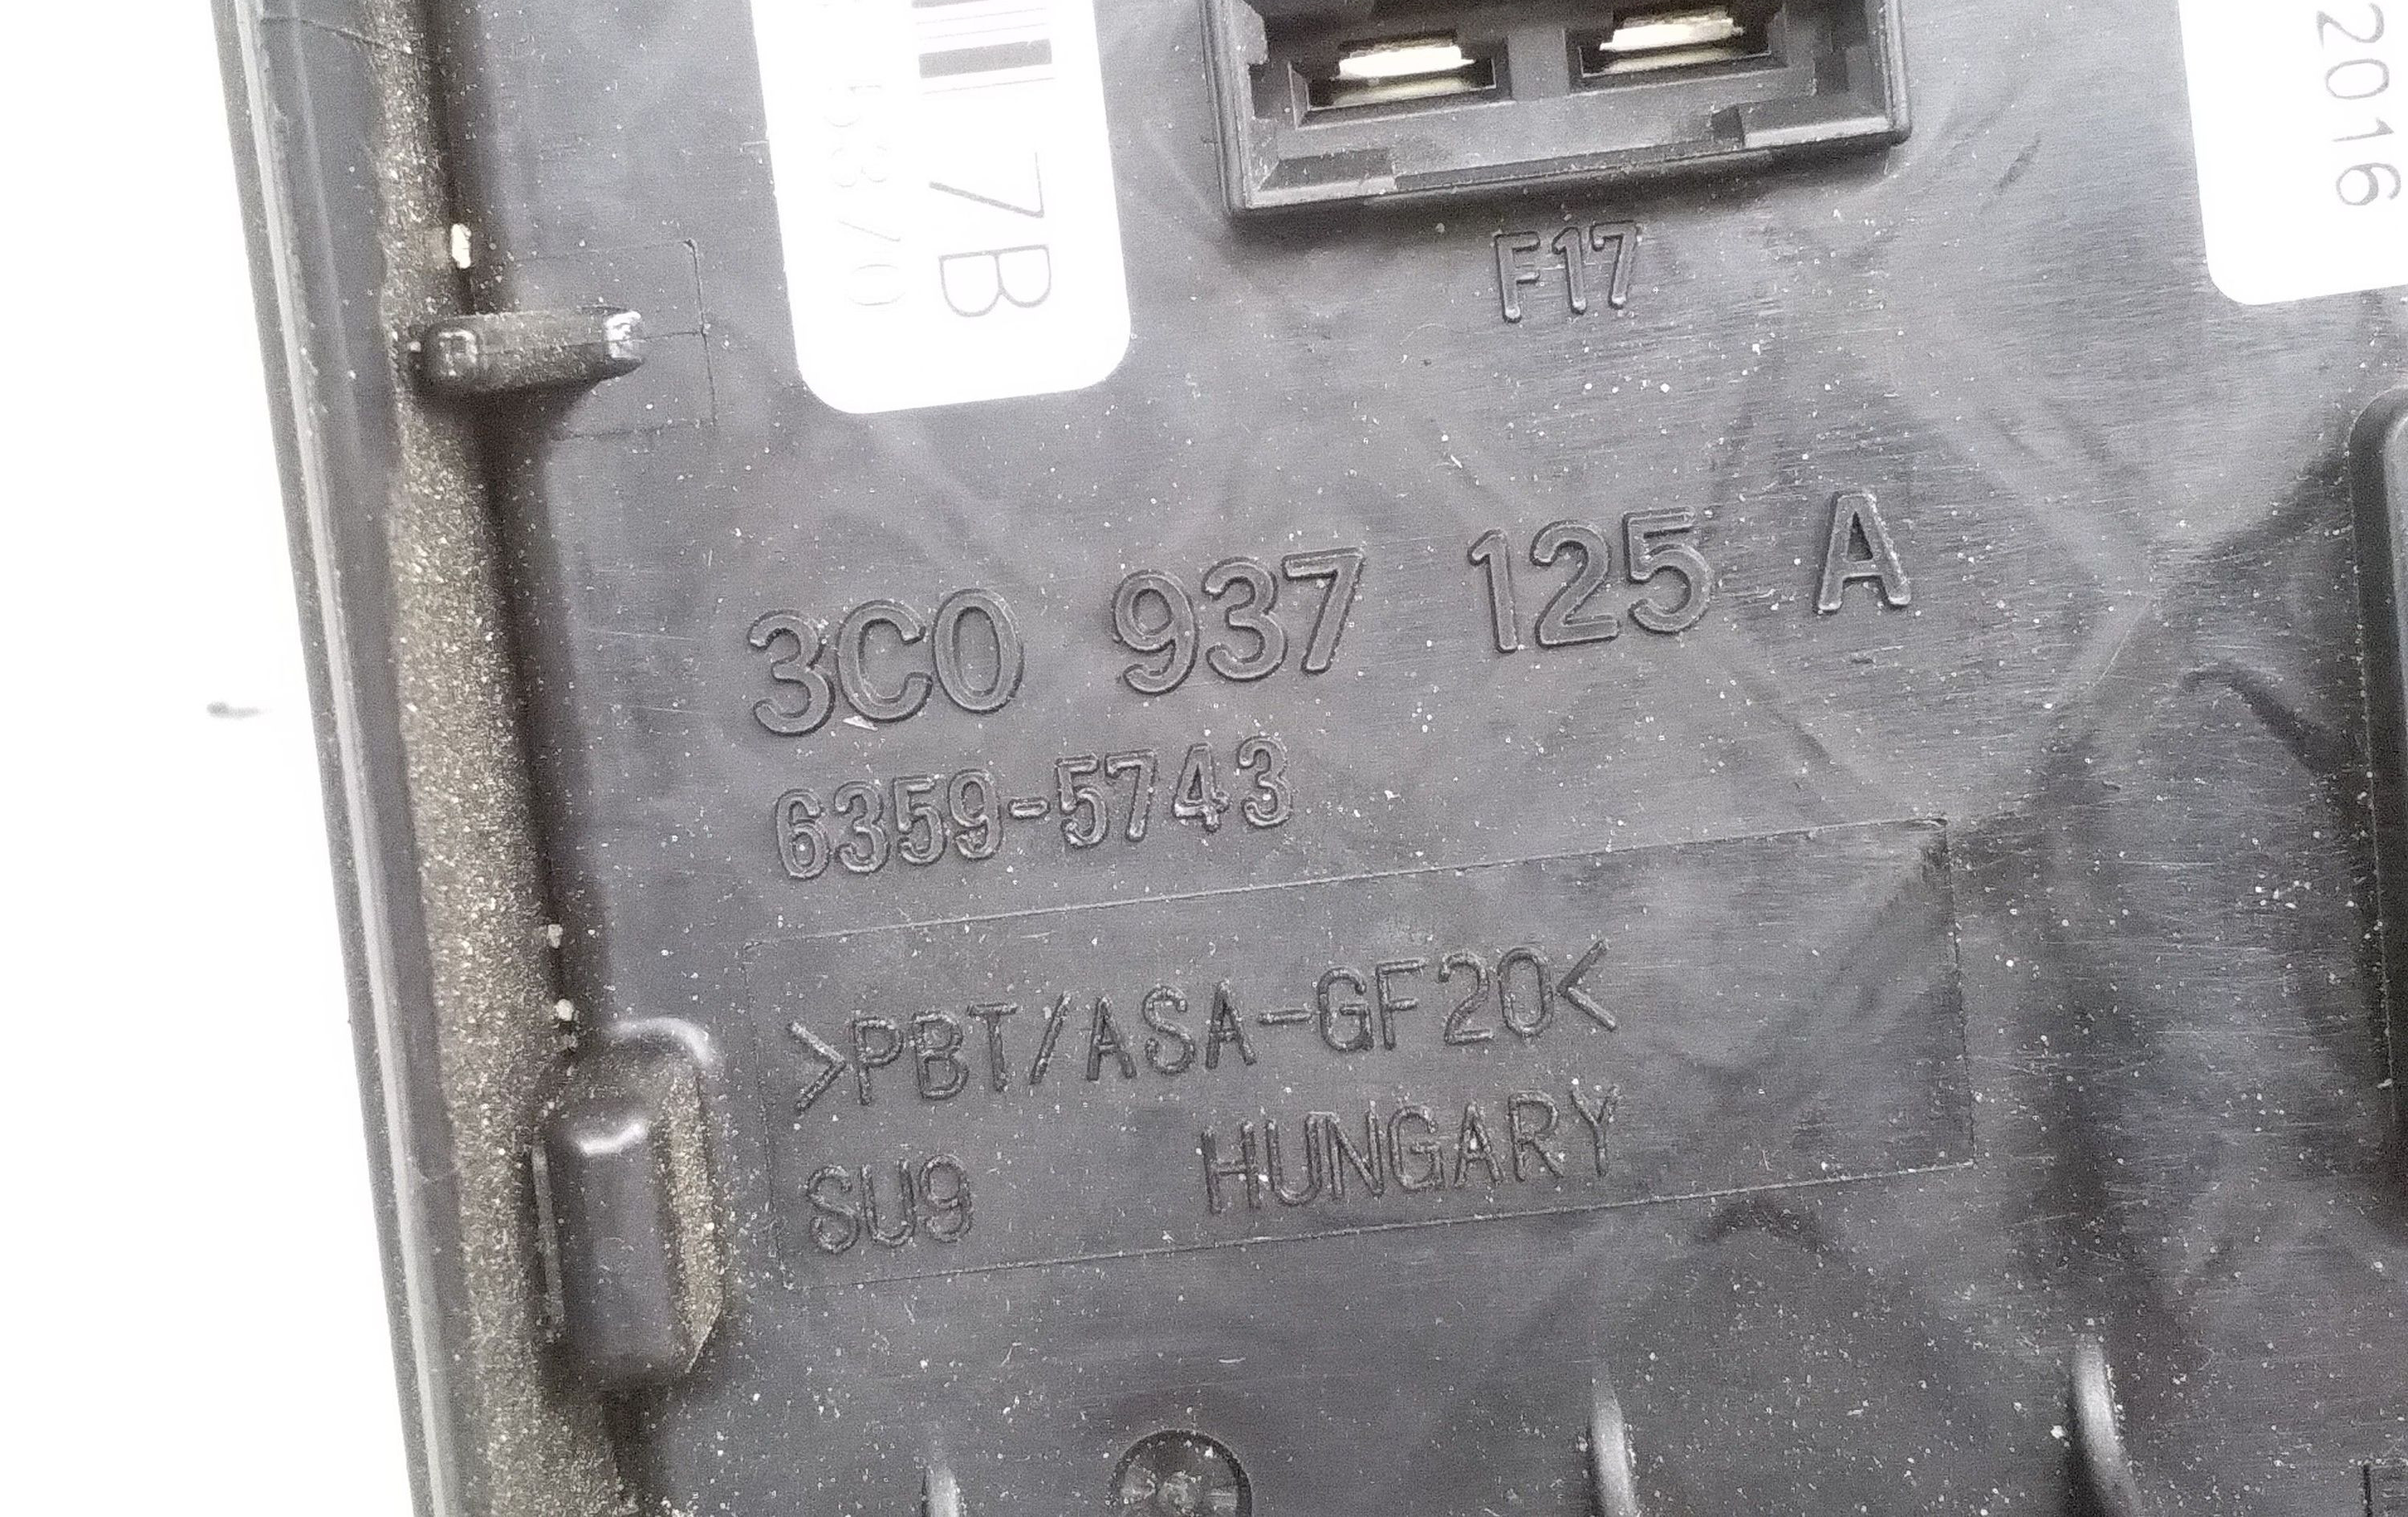 7B
2016
F17
3C0 937 125 A
6359-5743
>PBT/ASA-GF20<
SU9 HUNGARY